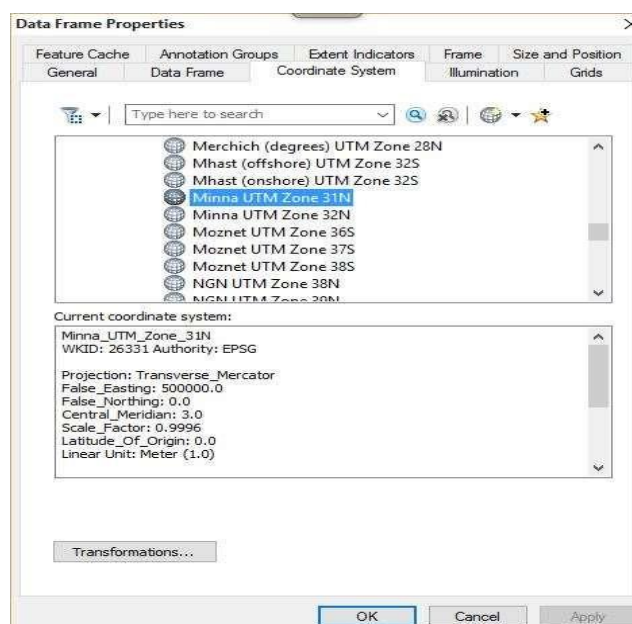 Data Frame Properties
Feature Cache Annotation Groups Extent Indicators Frame Size and Position
General Data Frame Coordinate System Illumination Grids
Type here to search
Merchich (degrees) UTM Zone 28N
Mhast (offshore) UTM Zone 32S
Mhast (onshore) UTM Zone 32S
Minna UTM Zone 31N
Minna UTM Zone 32N
Moznet UTM Zone 36S
Moznet UTM Zone 37S
Moznet UTM Zone 38S
NGN UTM Zone 38N
NGN UTM Zone 39N
Current coordinate system:
Minna_UTM_Zone_31N
WKID: 26331 Authority: EPSG
Projection: Transverse_Mercator
False_Easting: 500000.0
False_Northing: 0.0
Central_Meridian: 3.0
Scale_Factor: 0.9996
Latitude_Of_Origin: 0.0
Linear Unit: Meter (1.0)
Transformations...
OK Cancel Apply